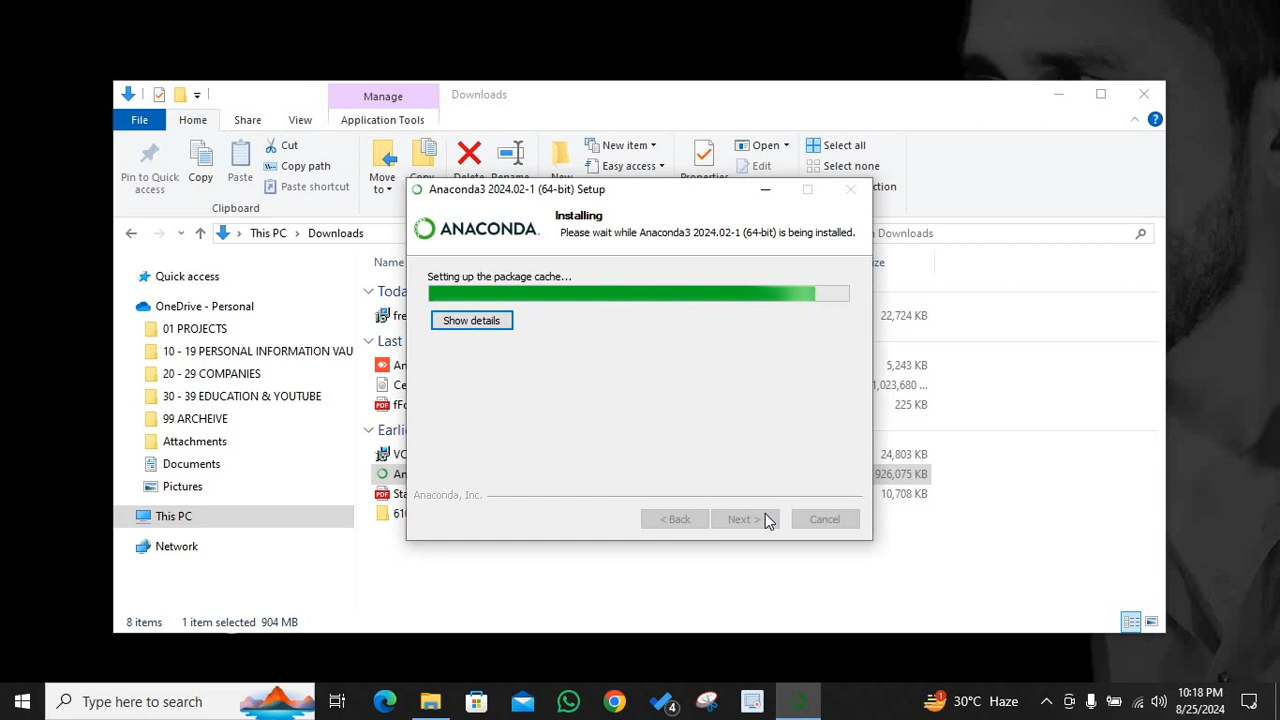 Manage
Downloads
File
Home
Share
View
Application Tools
Pin to Quick access
Copy
Paste
Cut
Copy path
Paste shortcut
Clipboard
Move to
New item
Easy access
Open
Edit
Select all
Select none
This PC
Downloads
Downloads
Anaconda3 2024.02-1 (64-bit) Setup
ANACONDA.
Installing
Please wait while Anaconda3 2024.02-1 (64-bit) is being installed.
Setting up the package cache...
Show details
Anaconda, Inc.
< Back
Next >
Cancel
Quick access
OneDrive - Personal
01 PROJECTS
10 - 19 PERSONAL INFORMATION VAU
20 - 29 COMPANIES
30 - 39 EDUCATION & YOUTUBE
99 ARCHEIVE
Attachments
Documents
Pictures
This PC
Network
Name
22,724 KB
5,243 KB
1,023,680 ...
225 KB
24,803 KB
926,075 KB
10,708 KB
8 items
1 item selected 904 MB
Type here to search
4
1
30°C Haze
10:18 PM
8/25/2024